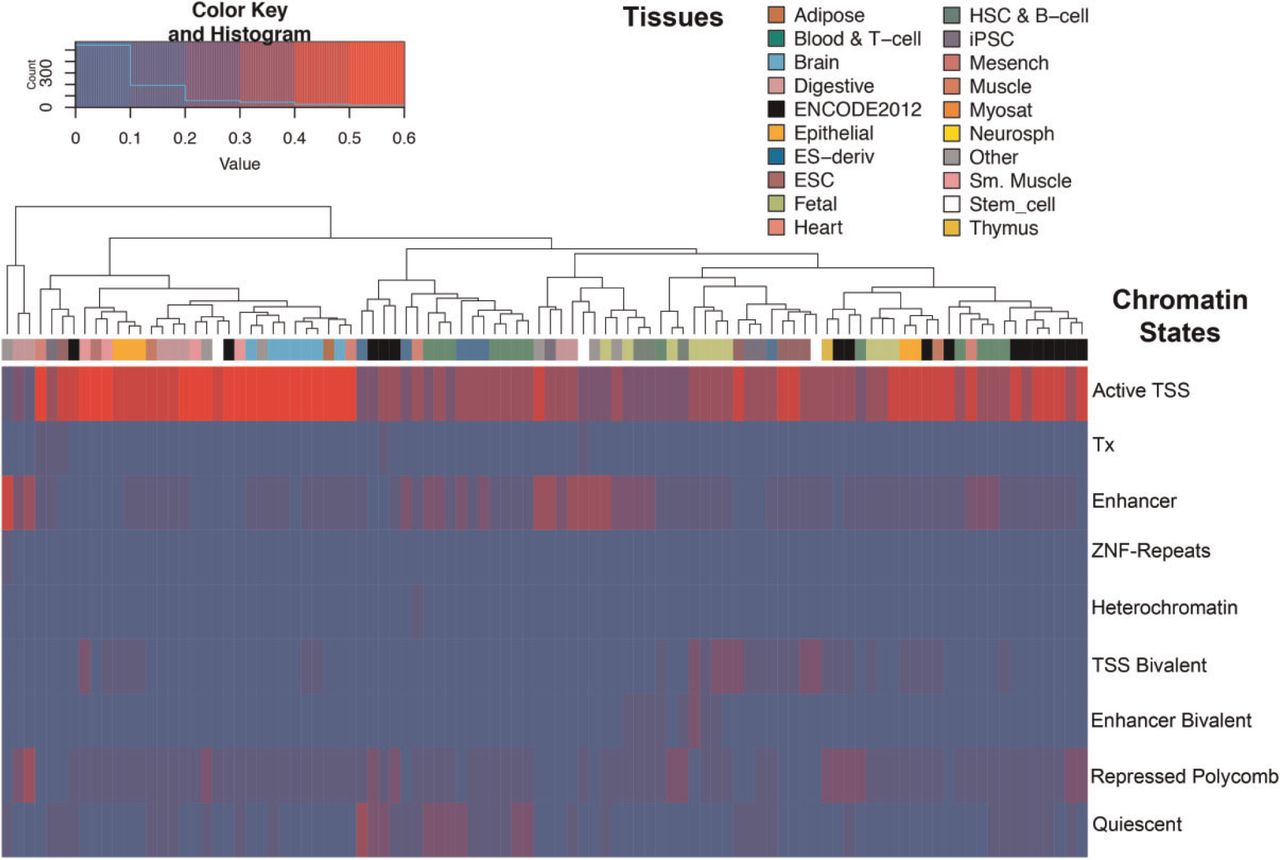 Color Key
and Histogram
Count
0
300
0
0.1
0.2
0.3
0.4
0.5
0.6
Value
Tissues
Adipose
Blood & T−cell
Brain
Digestive
ENCODE2012
Epithelial
ES−deriv
ESC
Fetal
Heart
HSC & B−cell
iPSC
Mesench
Muscle
Myosat
Neurosph
Other
Sm. Muscle
Stem_cell
Thymus
Chromatin
States
Active TSS
Tx
Enhancer
ZNF-Repeats
Heterochromatin
TSS Bivalent
Enhancer Bivalent
Repressed Polycomb
Quiescent